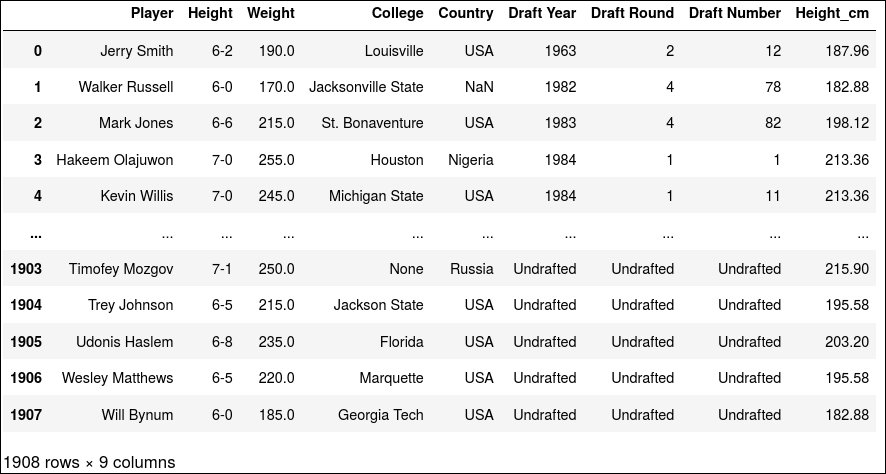 Player Height Weight College Country Draft Year Draft Round Draft Number Height_cm
0 Jerry Smith 6-2 190.0 Louisville USA 1963 2 12 187.96
1 Walker Russell 6-0 170.0 Jacksonville State NaN 1982 4 78 182.88
2 Mark Jones 6-6 215.0 St. Bonaventure USA 1983 4 82 198.12
3 Hakeem Olajuwon 7-0 255.0 Houston Nigeria 1984 1 1 213.36
4 Kevin Willis 7-0 245.0 Michigan State USA 1984 1 11 213.36
... ... ... ... ... ... ... ... ... ...
1903 Timofey Mozgov 7-1 250.0 None Russia Undrafted Undrafted Undrafted 215.90
1904 Trey Johnson 6-5 215.0 Jackson State USA Undrafted Undrafted Undrafted 195.58
1905 Udonis Haslem 6-8 235.0 Florida USA Undrafted Undrafted Undrafted 203.20
1906 Wesley Matthews 6-5 220.0 Marquette USA Undrafted Undrafted Undrafted 195.58
1907 Will Bynum 6-0 185.0 Georgia Tech USA Undrafted Undrafted Undrafted 182.88
1908 rows × 9 columns